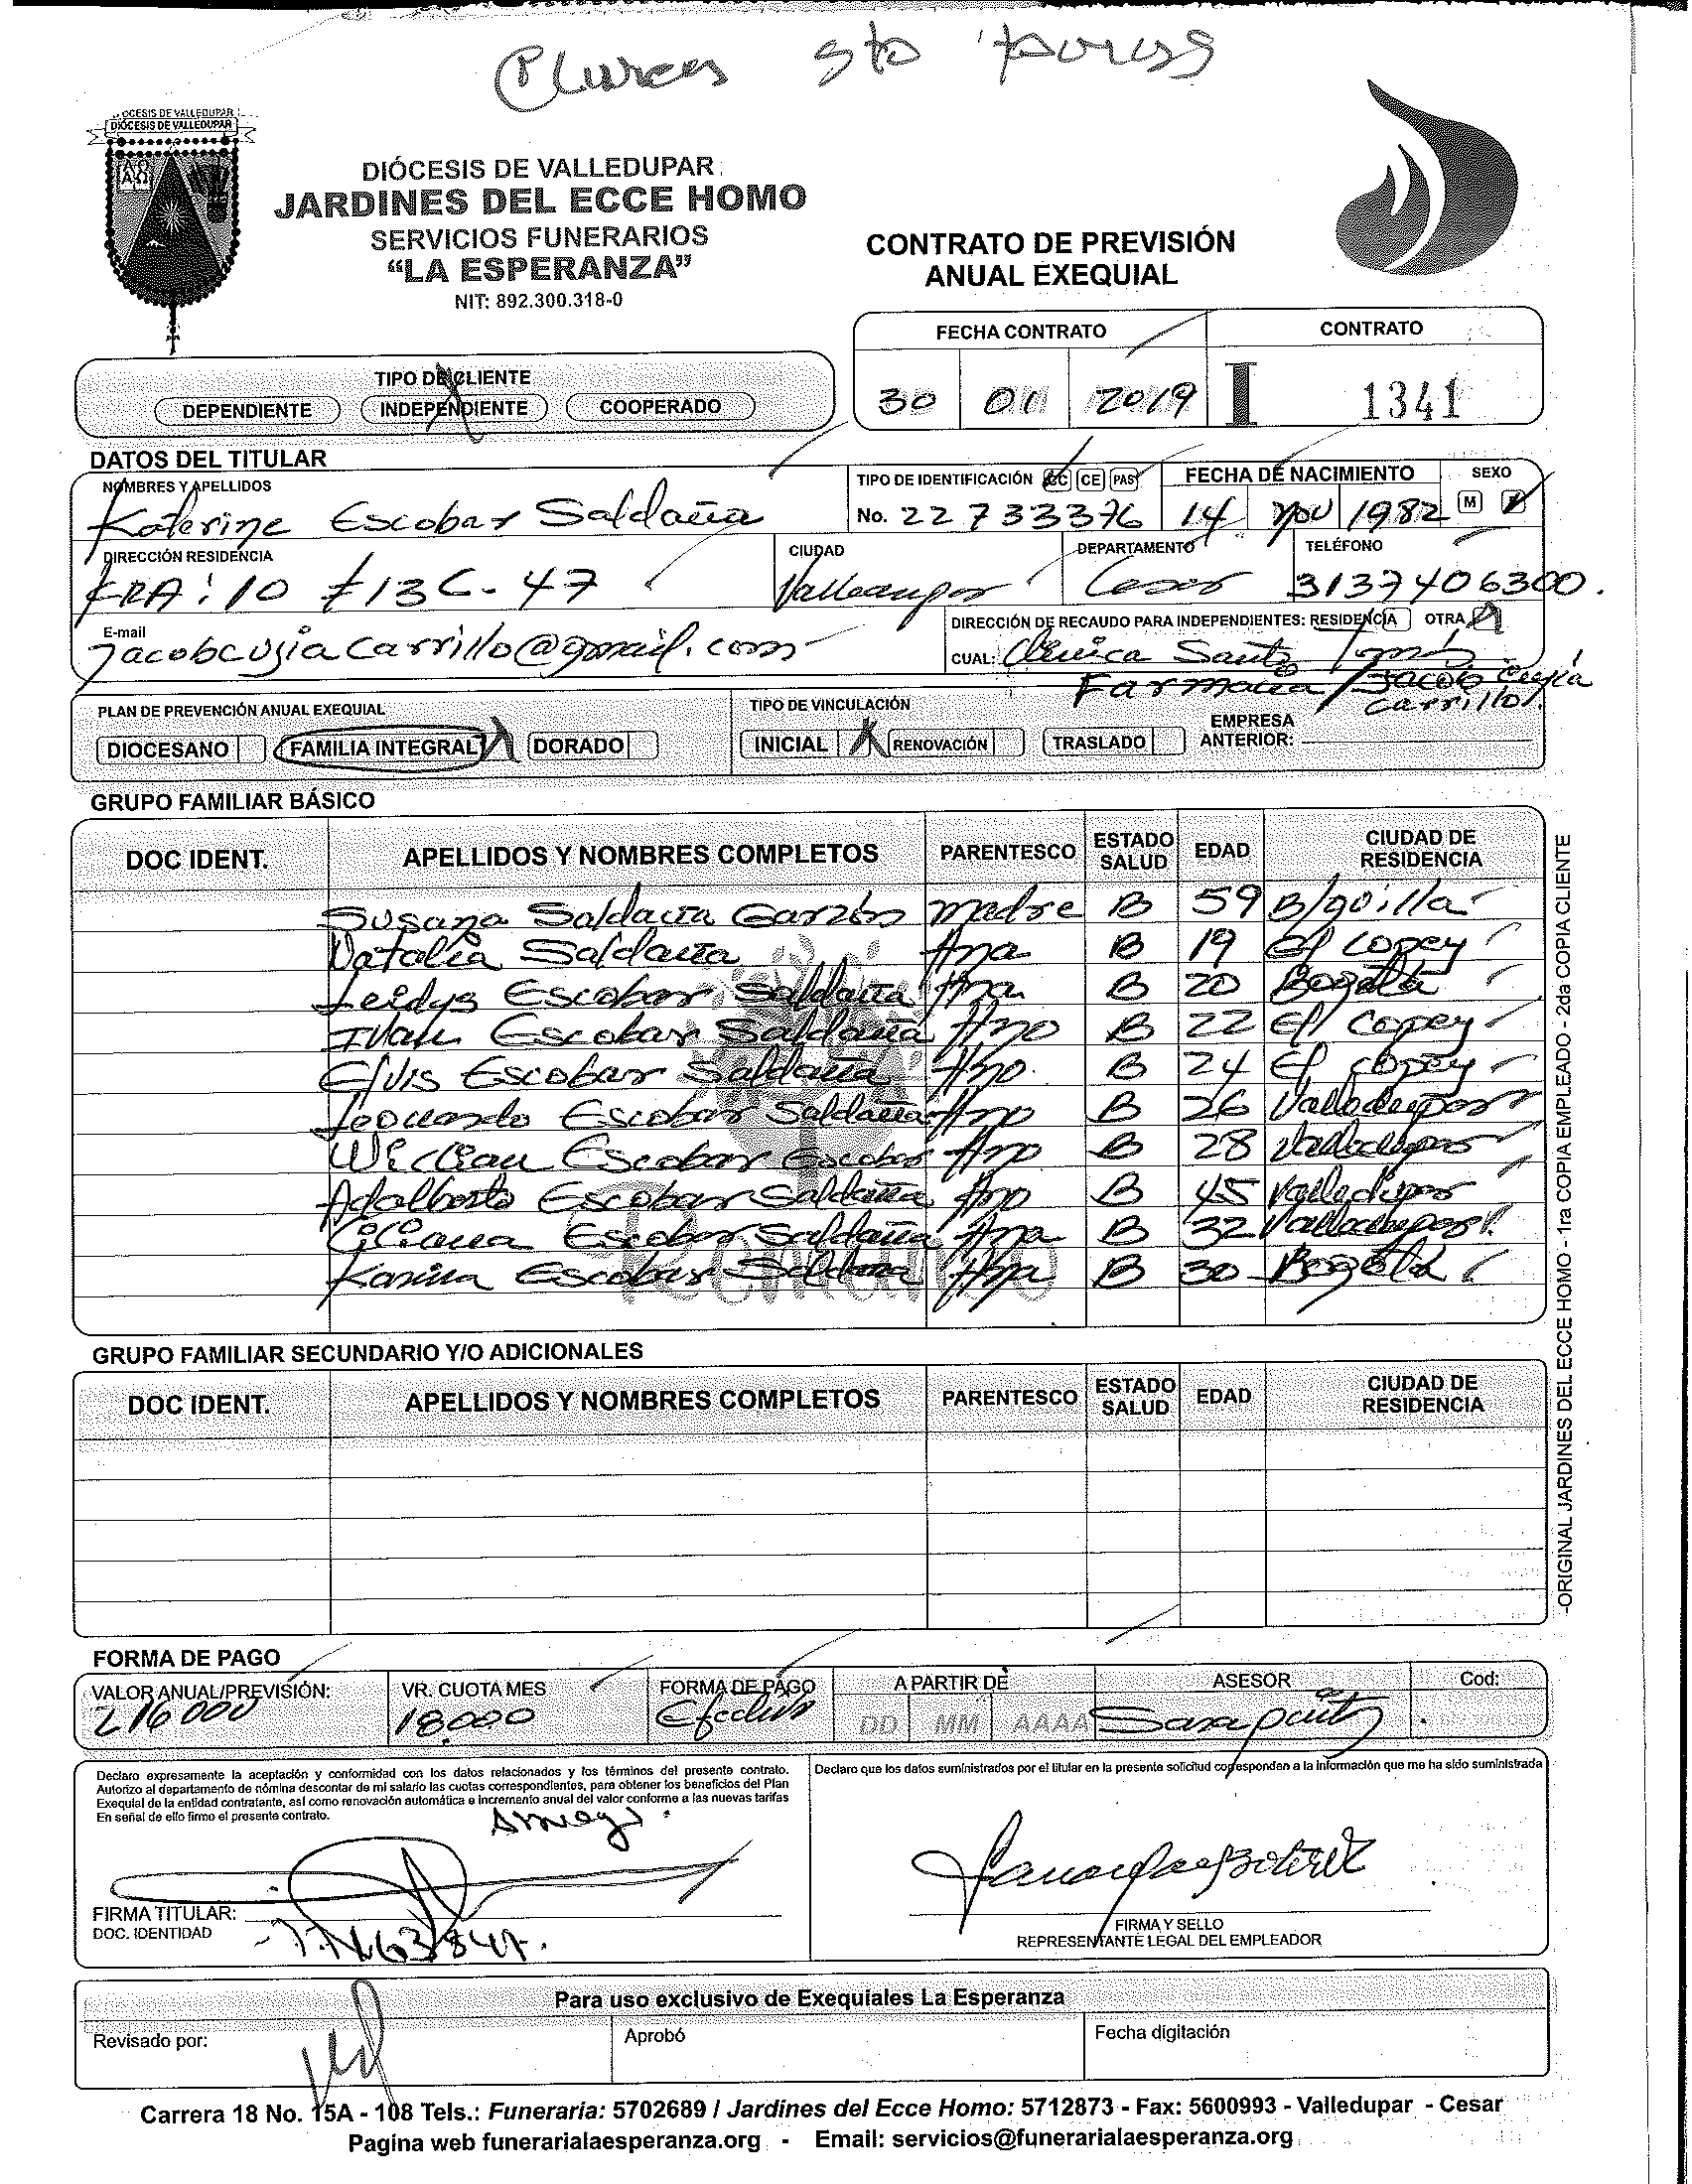 Sto
DIÓCESIS DE VALLEDUPAR
DIÓCESIS DE VALLEDUPAR
JARDINES DEL ECCE HOMO
SERVICIOS FUNERARIOS
“LA ESPERANZA”
NIT: 892.300.318-0
CONTRATO DE PREVISIÓN
ANUAL EXEQUIAL
FECHA CONTRATO CONTRATO
30 01 2019 I 1341
TIPO DE CLIENTE
DEPENDIENTE INDEPENDIENTE COOPERADO
DATOS DEL TITULAR
NOMBRES Y APELLIDOS TIPO DE IDENTIFICACIÓN CC CE PAS FECHA DE NACIMIENTO SEXO
Katerine Escobar Saldaña No. 22733376 14 Nov 1982 M F
DIRECCIÓN RESIDENCIA CIUDAD DEPARTAMENTO TELÉFONO
KRA: 10 #13C-47 Valledupar Cesar 3137406300.
E-mail DIRECCIÓN DE RECAUDO PARA INDEPENDIENTES: RESIDENCIA OTRA
Jacobcujiacarrillo@gmail.com CUAL: Clinica Santo Tomás
Farmacia / Jacob Cujia
Carrillo
PLAN DE PREVENCIÓN ANUAL EXEQUIAL TIPO DE VINCULACIÓN
DIOCESANO FAMILIA INTEGRAL DORADO INICIAL RENOVACIÓN TRASLADO EMPRESA ANTERIOR:
GRUPO FAMILIAR BÁSICO
DOC IDENT. APELLIDOS Y NOMBRES COMPLETOS PARENTESCO ESTADO SALUD EDAD CIUDAD DE RESIDENCIA
Susana Saldaña Garzón madre B 59 B/quilla
Natalia Saldaña Hna B 19 El Copey
Leidys Escobar Saldaña Hna B 20 Bogotá
Ivan Escobar Saldaña Hno B 22 El Copey
Elvis Escobar Saldaña Hno B 24 El Copey
Leonardo Escobar Saldaña Hno B 26 Valledupar
William Escobar Escobar Hno B 28 Valledupar
Adalberto Escobar Saldaña Hno B 45 Valledupar
Liliana Escobar Saldaña Hna B 32 Valledupar
Karina Escobar Saldaña Hna B 30 Bogotá
GRUPO FAMILIAR SECUNDARIO Y/O ADICIONALES
DOC IDENT. APELLIDOS Y NOMBRES COMPLETOS PARENTESCO ESTADO SALUD EDAD CIUDAD DE RESIDENCIA
-ORIGINAL JARDINES DEL ECCE HOMO - 1ra COPIA EMPLEADO - 2da COPIA CLIENTE
FORMA DE PAGO
VALOR ANUAL/PREVISIÓN: VR. CUOTA MES FORMA DE PAGO A PARTIR DE ASESOR Cod:
216000 18.000 Efectivo DD MM AAAA Sara
Declaro expresamente la aceptación y conformidad con los datos relacionados y los términos del presente contrato.
Autorizo al departamento de nómina descontar de mi salario las cuotas correspondientes, para obtener los beneficios del Plan
Exequial de la entidad contratante, así como renovación automática e incremento anual del valor conforme a las nuevas tarifas
En señal de ello firmo el presente contrato.
Declaro que los datos suministrados por el titular en la presente solicitud corresponden a la información que me ha sido suministrada
FIRMA TITULAR:
DOC. IDENTIDAD
FIRMA Y SELLO
REPRESENTANTE LEGAL DEL EMPLEADOR
Para uso exclusivo de Exequiales La Esperanza
Revisado por: Aprobó Fecha digitación
Carrera 18 No. 15A - 108 Tels.: Funeraria: 5702689 / Jardines del Ecce Homo: 5712873 - Fax: 5600993 - Valledupar - Cesar
Pagina web funerarialaesperanza.org - Email: servicios@funerarialaesperanza.org